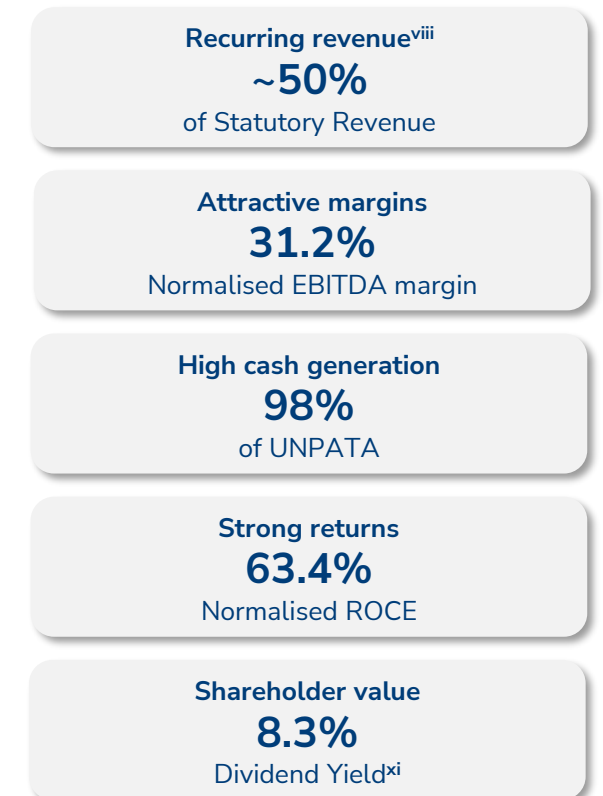 Recurring revenueviii
~50%
of Statutory Revenue
Attractive margins
31.2%
Normalised EBITDA margin
High cash generation
98%
of UNPATA
Strong returns
63.4%
Normalised ROCE
Shareholder value
8.3%
Dividend Yieldxi